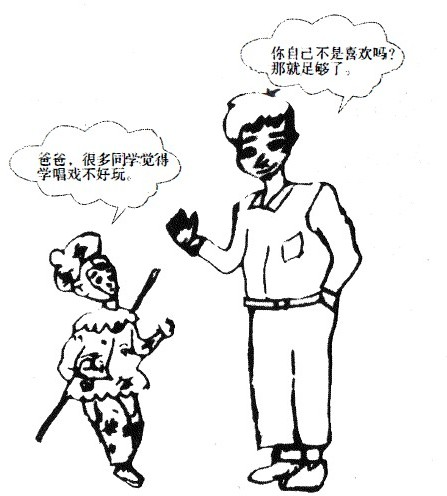 你自己不是喜欢吗?
那就足够了。
爸爸，很多同学觉得
学唱戏不好玩。